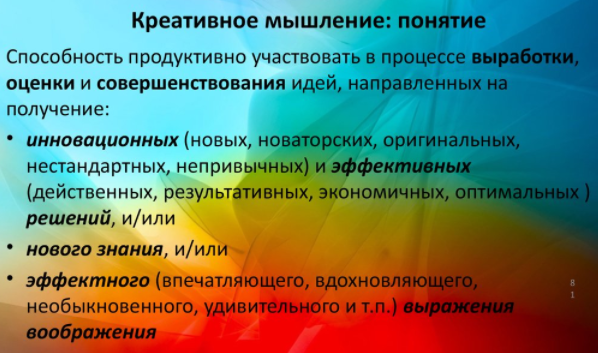 Креативное мышление: понятие
Способность продуктивно участвовать в процессе выработки,
оценки и совершенствования идей, направленных на
получение:
• инновационных (новых, новаторских, оригинальных,
нестандартных, непривычных) и эффективных
(действенных, результативных, экономичных, оптимальных )
решений, и/или
• нового знания, и/или
• эффектного (впечатляющего, вдохновляющего,
необыкновенного, удивительного и т.п.) выражения
воображения
8
1